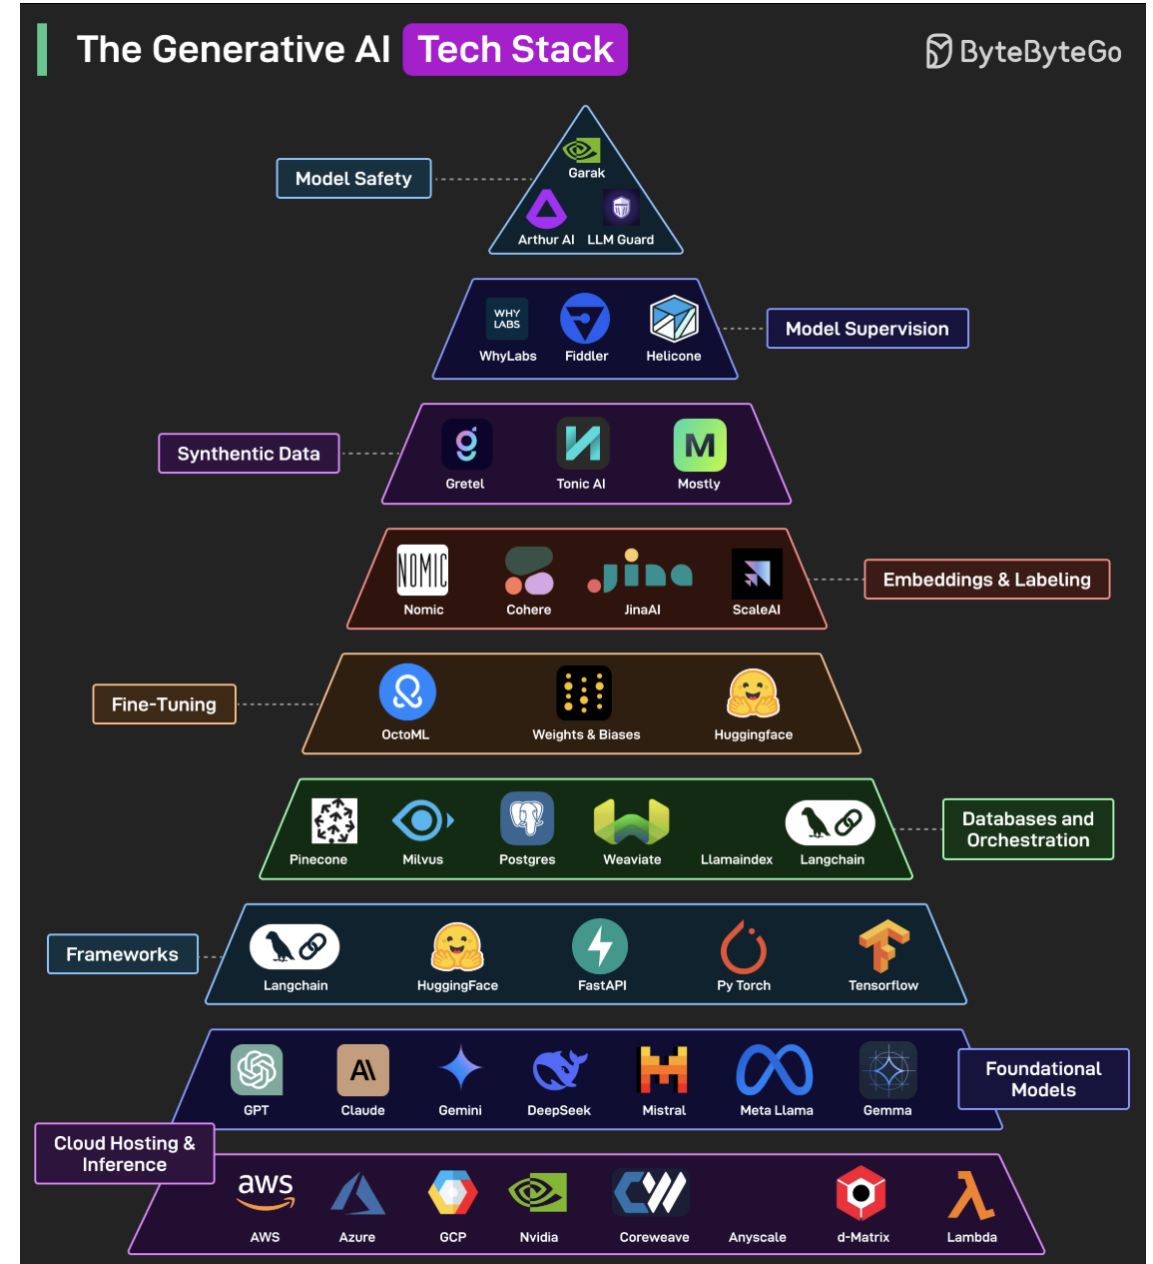 The Generative AI Tech Stack
ByteByteGo
Model Safety
Garak
Arthur AI LLM Guard
WHY
LABS
WhyLabs Fiddler Helicone
Model Supervision
Synthentic Data
g
M
Gretel Tonic AI Mostly
NOMIC
Jina
Nomic Cohere JinaAI ScaleAI
Embeddings & Labeling
Fine-Tuning
OctoML Weights & Biases Huggingface
Pinecone Milvus Postgres Weaviate Llamaindex Langchain
Databases and
Orchestration
Frameworks
Langchain HuggingFace FastAPI Py Torch Tensorflow
A\
GPT Claude Gemini DeepSeek Mistral Meta Llama Gemma
Foundational
Models
Cloud Hosting &
Inference
aws
CW
AWS Azure GCP Nvidia Coreweave Anyscale d-Matrix Lambda